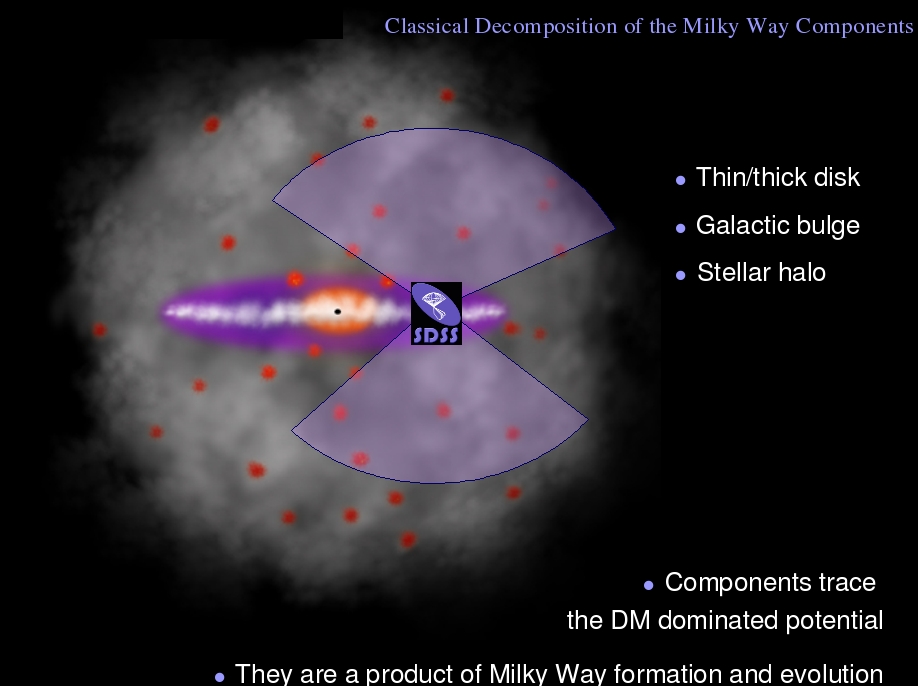 Classical Decomposition of the Milky Way Components
• Thin/thick disk
• Galactic bulge
• Stellar halo
SDSS
• Components trace
the DM dominated potential
• They are a product of Milky Way formation and evolution